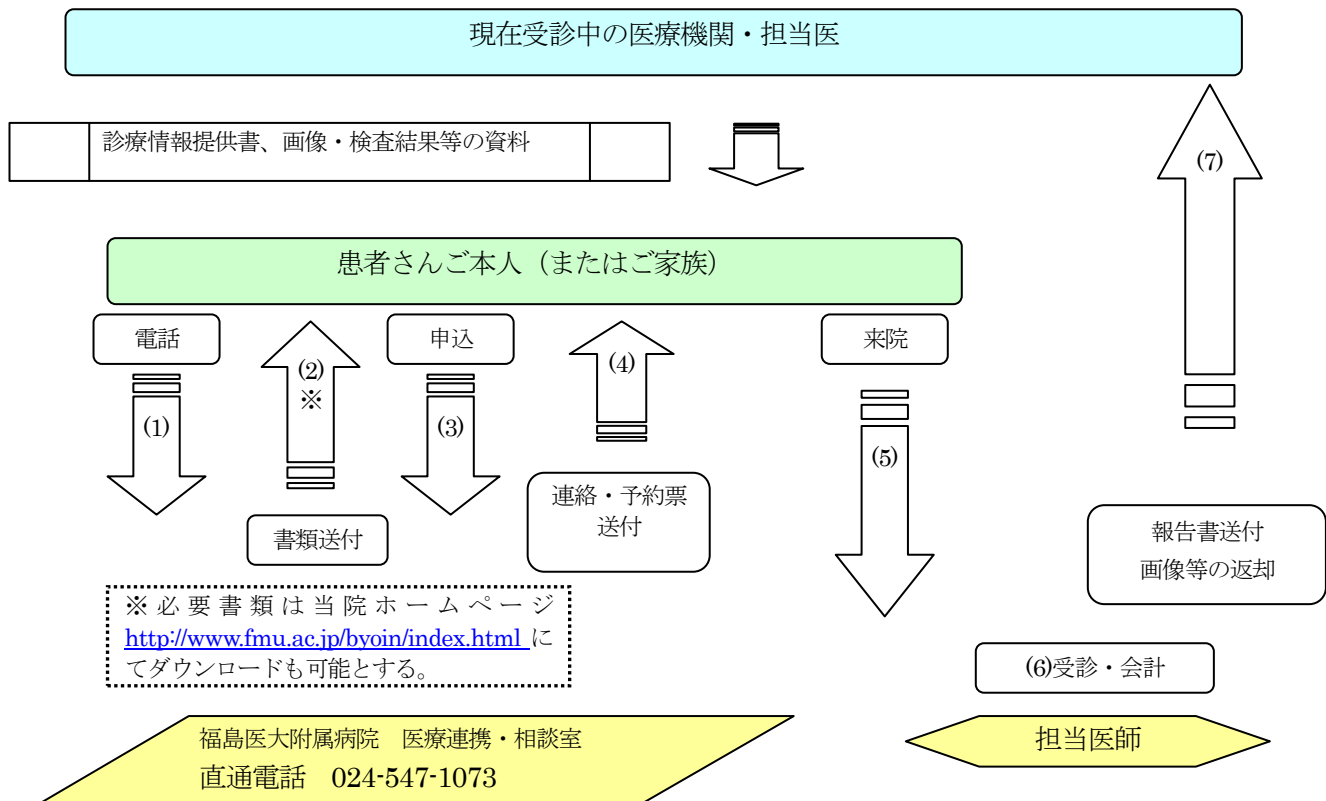 現在受診中の医療機関・担当医
診療情報提供書、画像・検査結果等の資料
(7)
患者さんご本人（またはご家族）
電話
申込
来院
(1)
(2)
※
(3)
(4)
(5)
書類送付
連絡・予約票
送付
報告書送付
画像等の返却
※必要書類は当院ホームページ
http://www.fmu.ac.jp/byoin/index.html に
てダウンロードも可能とする。
(6)受診・会計
福島医大附属病院　医療連携・相談室
直通電話　024-547-1073
担当医師